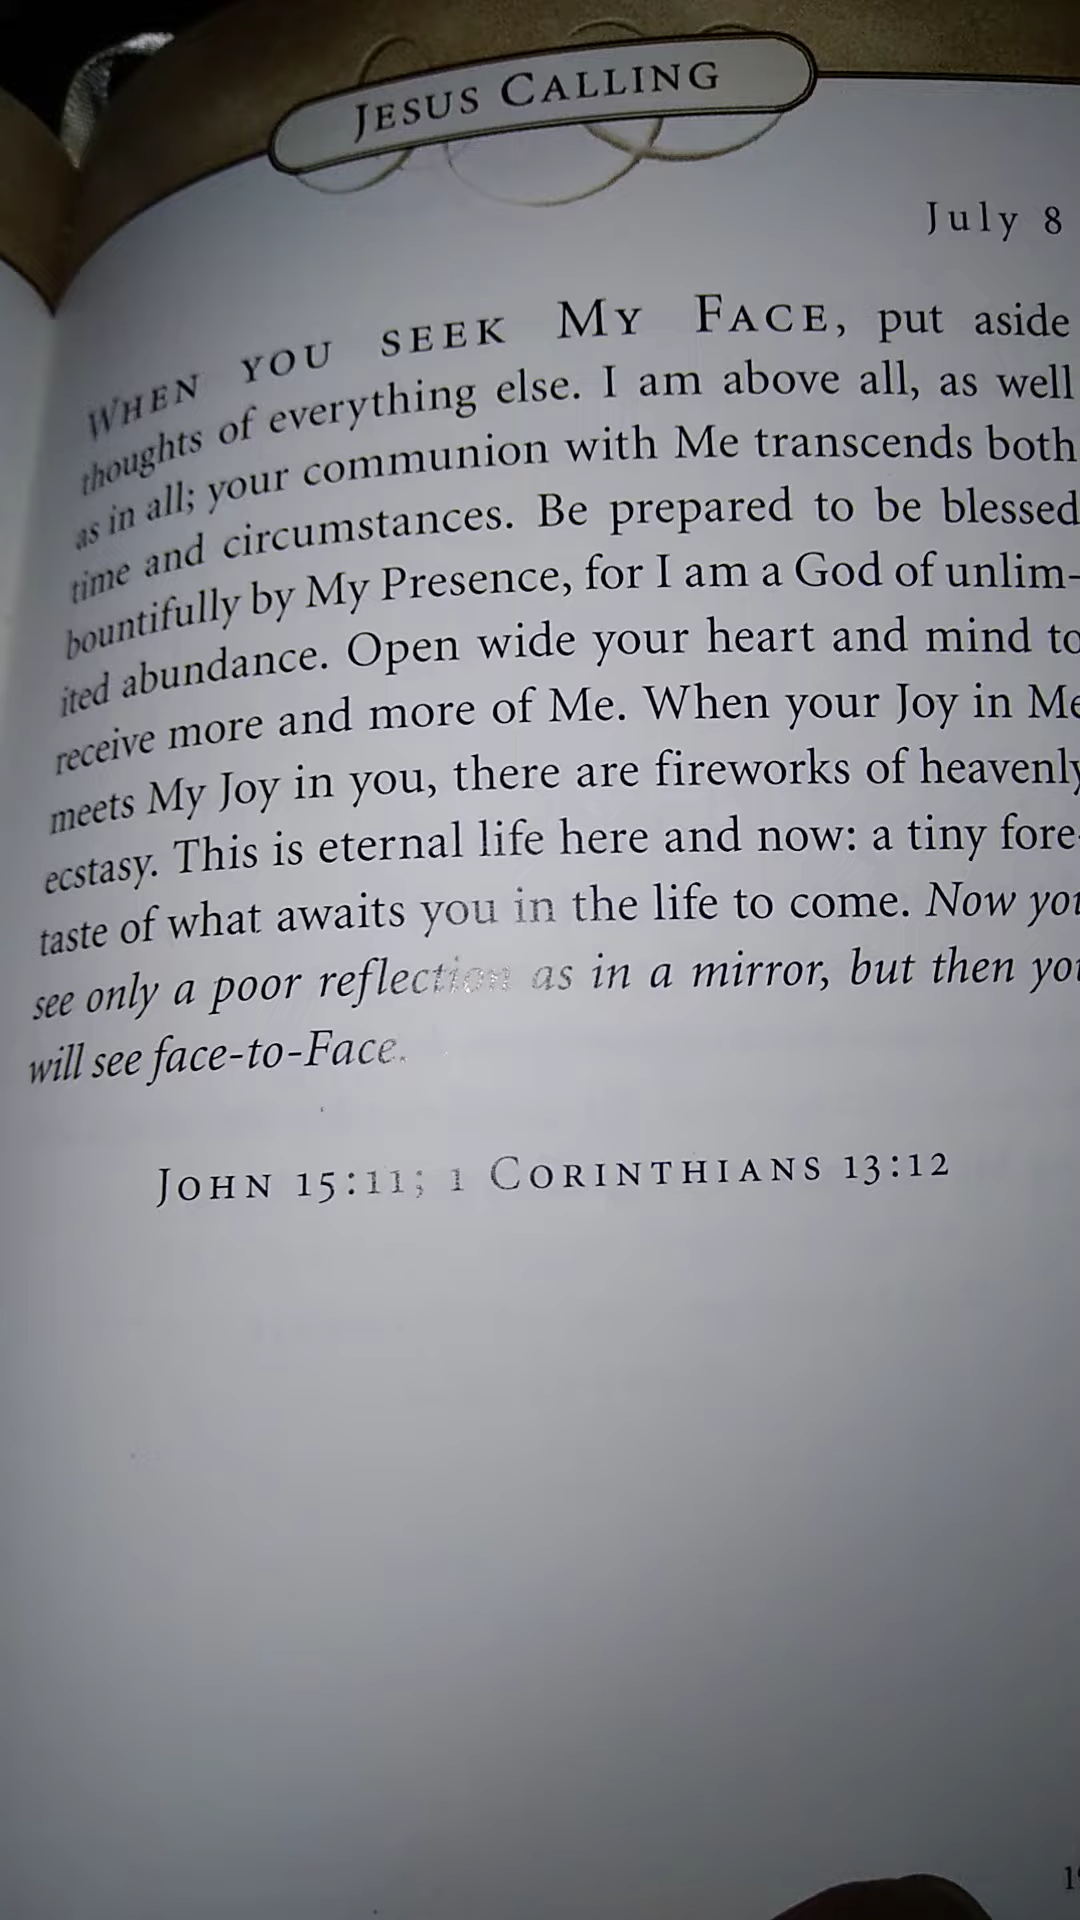 JESUS CALLING
July 8
WHEN YOU SEEK MY FACE, put aside
thoughts of everything else. I am above all, as well
as in all; your communion with Me transcends both
time and circumstances. Be prepared to be blessed
bountifully by My Presence, for I am a God of unlim-
ited abundance. Open wide your heart and mind to
receive more and more of Me. When your Joy in Me
meets My Joy in you, there are fireworks of heavenly
ecstasy. This is eternal life here and now: a tiny fore-
taste of what awaits you in the life to come. Now you
see only a poor reflection as in a mirror, but then you
will see face-to-Face.
JOHN 15:11; 1 CORINTHIANS 13:12